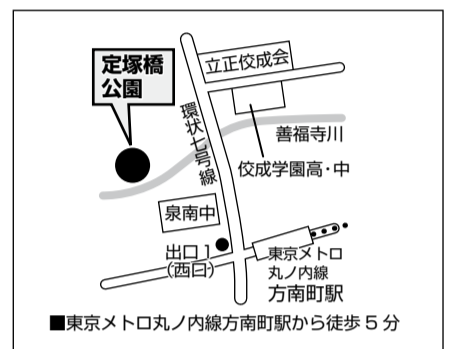 定塚橋
公園
立正佼成会
環状七号線
善福寺川
佼成学園高・中
泉南中
出口1
(西口)
東京メトロ
丸ノ内線
方南町駅
■東京メトロ丸ノ内線方南町駅から徒歩5分